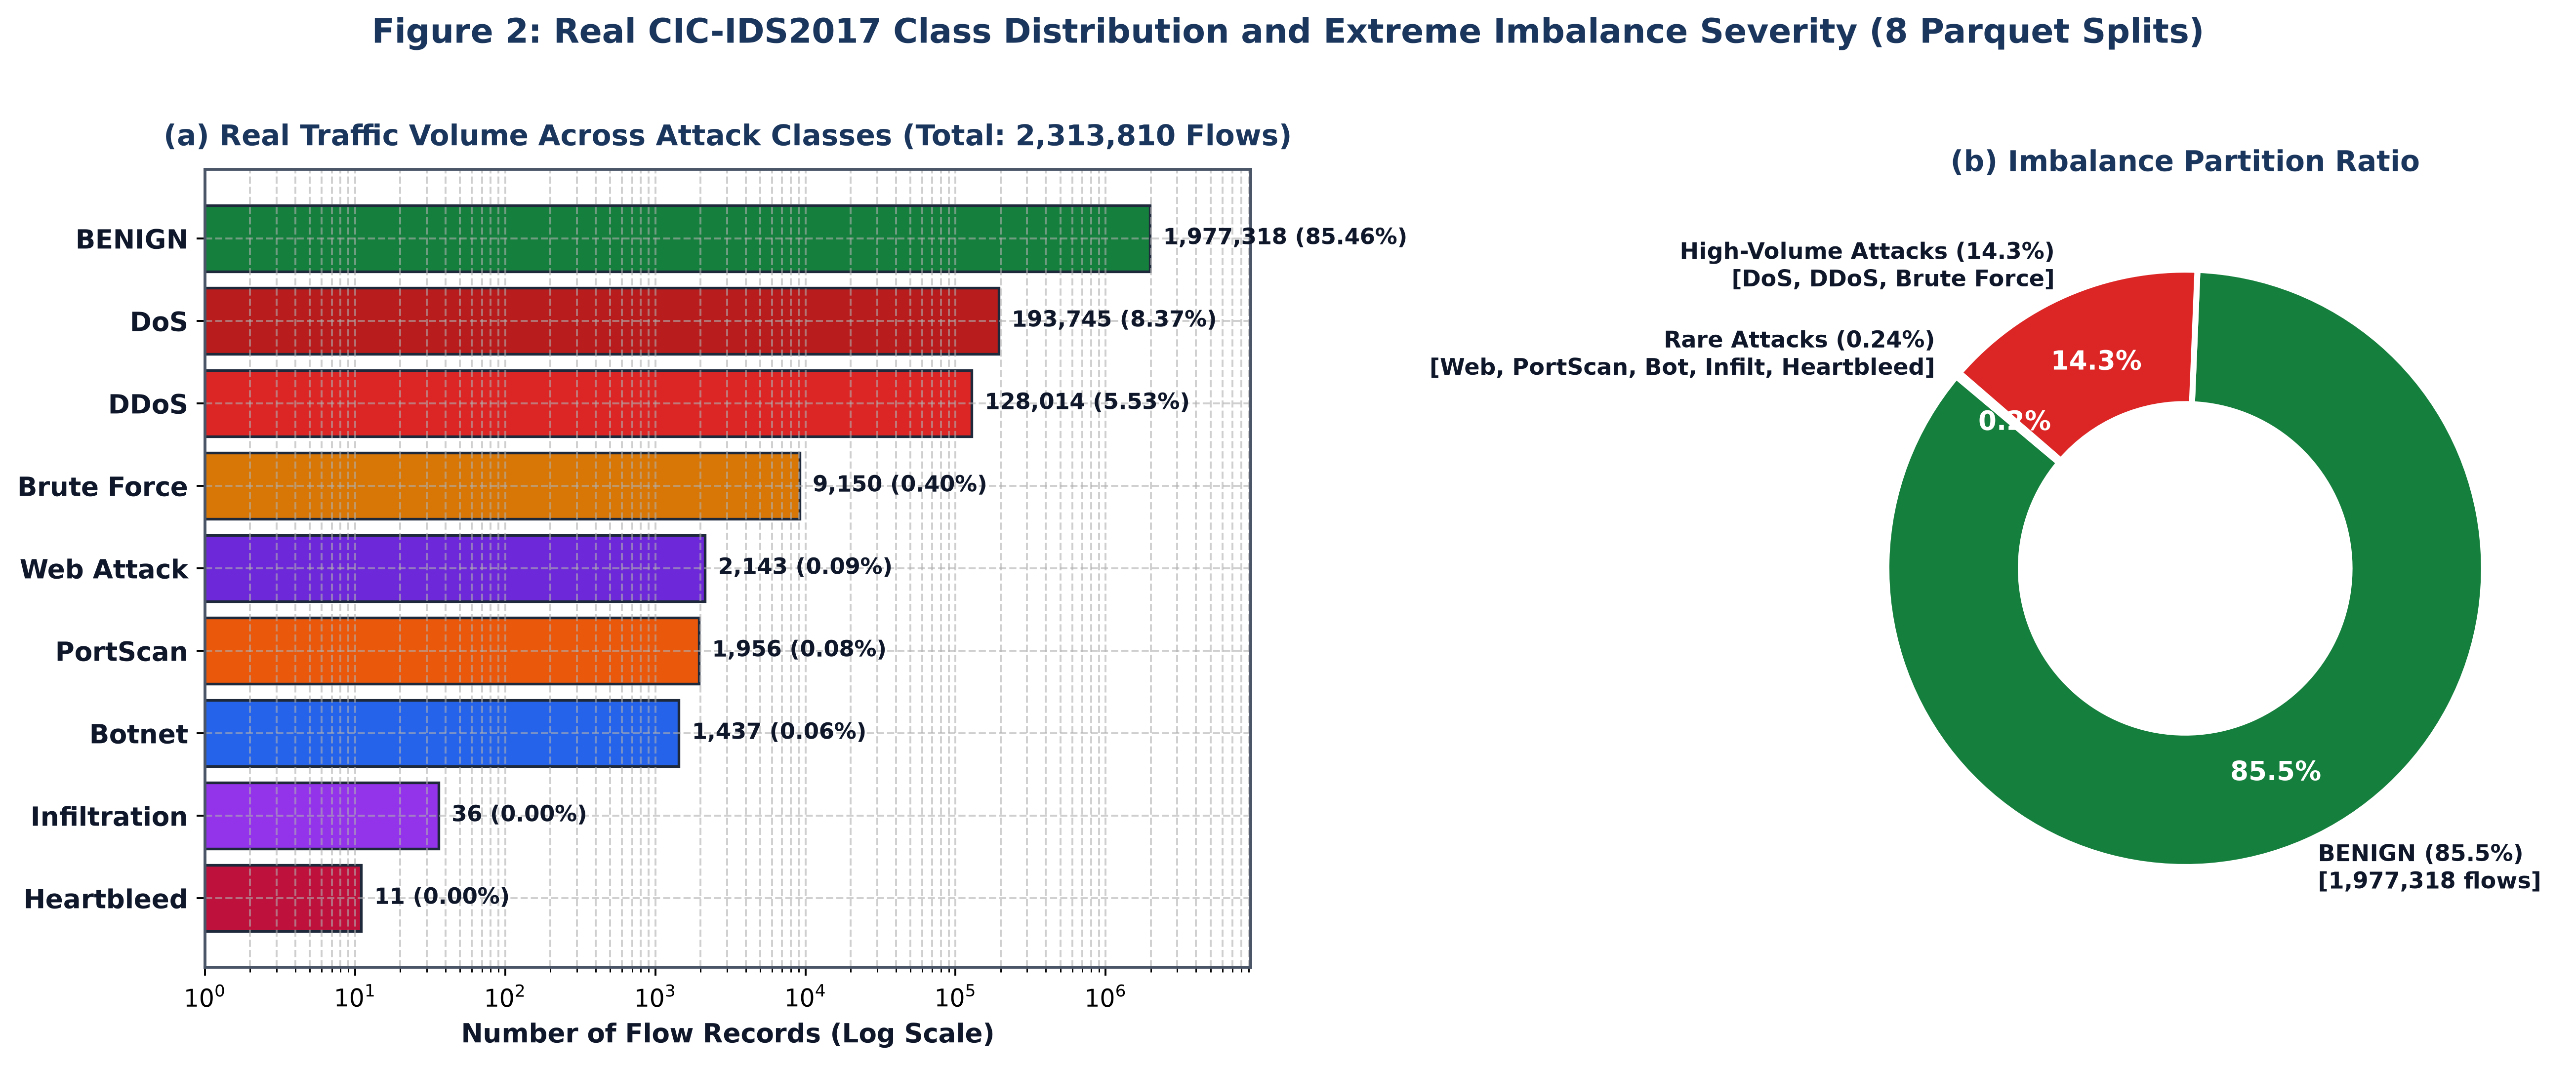 Figure 2: Real CIC-IDS2017 Class Distribution and Extreme Imbalance Severity (8 Parquet Splits)
(a) Real Traffic Volume Across Attack Classes (Total: 2,313,810 Flows)
BENIGN
1,977,318 (85.46%)
DoS
193,745 (8.37%)
DDoS
128,014 (5.53%)
Brute Force
9,150 (0.40%)
Web Attack
2,143 (0.09%)
PortScan
1,956 (0.08%)
Botnet
1,437 (0.06%)
Infiltration
36 (0.00%)
Heartbleed
11 (0.00%)
10⁰ 10¹ 10² 10³ 10⁴ 10⁵ 10⁶
Number of Flow Records (Log Scale)
(b) Imbalance Partition Ratio
High-Volume Attacks (14.3%)
[DoS, DDoS, Brute Force]
Rare Attacks (0.24%)
[Web, PortScan, Bot, Infilt, Heartbleed]
14.3%
0.2%
85.5%
BENIGN (85.5%)
[1,977,318 flows]